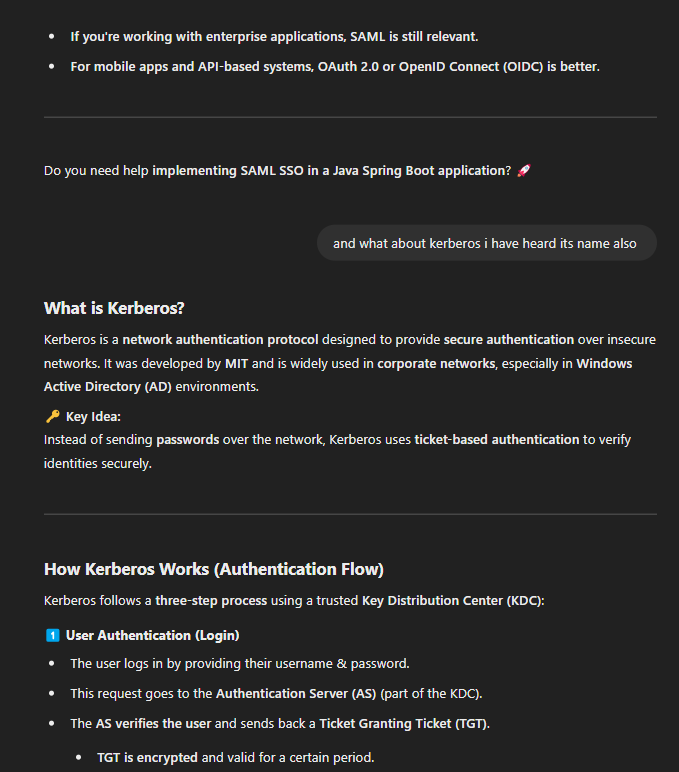 • If you're working with enterprise applications, SAML is still relevant.
• For mobile apps and API-based systems, OAuth 2.0 or OpenID Connect (OIDC) is better.
Do you need help implementing SAML SSO in a Java Spring Boot application? 🚀
and what about kerberos i have heard its name also
What is Kerberos?
Kerberos is a network authentication protocol designed to provide secure authentication over insecure
networks. It was developed by MIT and is widely used in corporate networks, especially in Windows
Active Directory (AD) environments.
🔑 Key Idea:
Instead of sending passwords over the network, Kerberos uses ticket-based authentication to verify
identities securely.
How Kerberos Works (Authentication Flow)
Kerberos follows a three-step process using a trusted Key Distribution Center (KDC):
1️⃣ User Authentication (Login)
• The user logs in by providing their username & password.
• This request goes to the Authentication Server (AS) (part of the KDC).
• The AS verifies the user and sends back a Ticket Granting Ticket (TGT).
• TGT is encrypted and valid for a certain period.